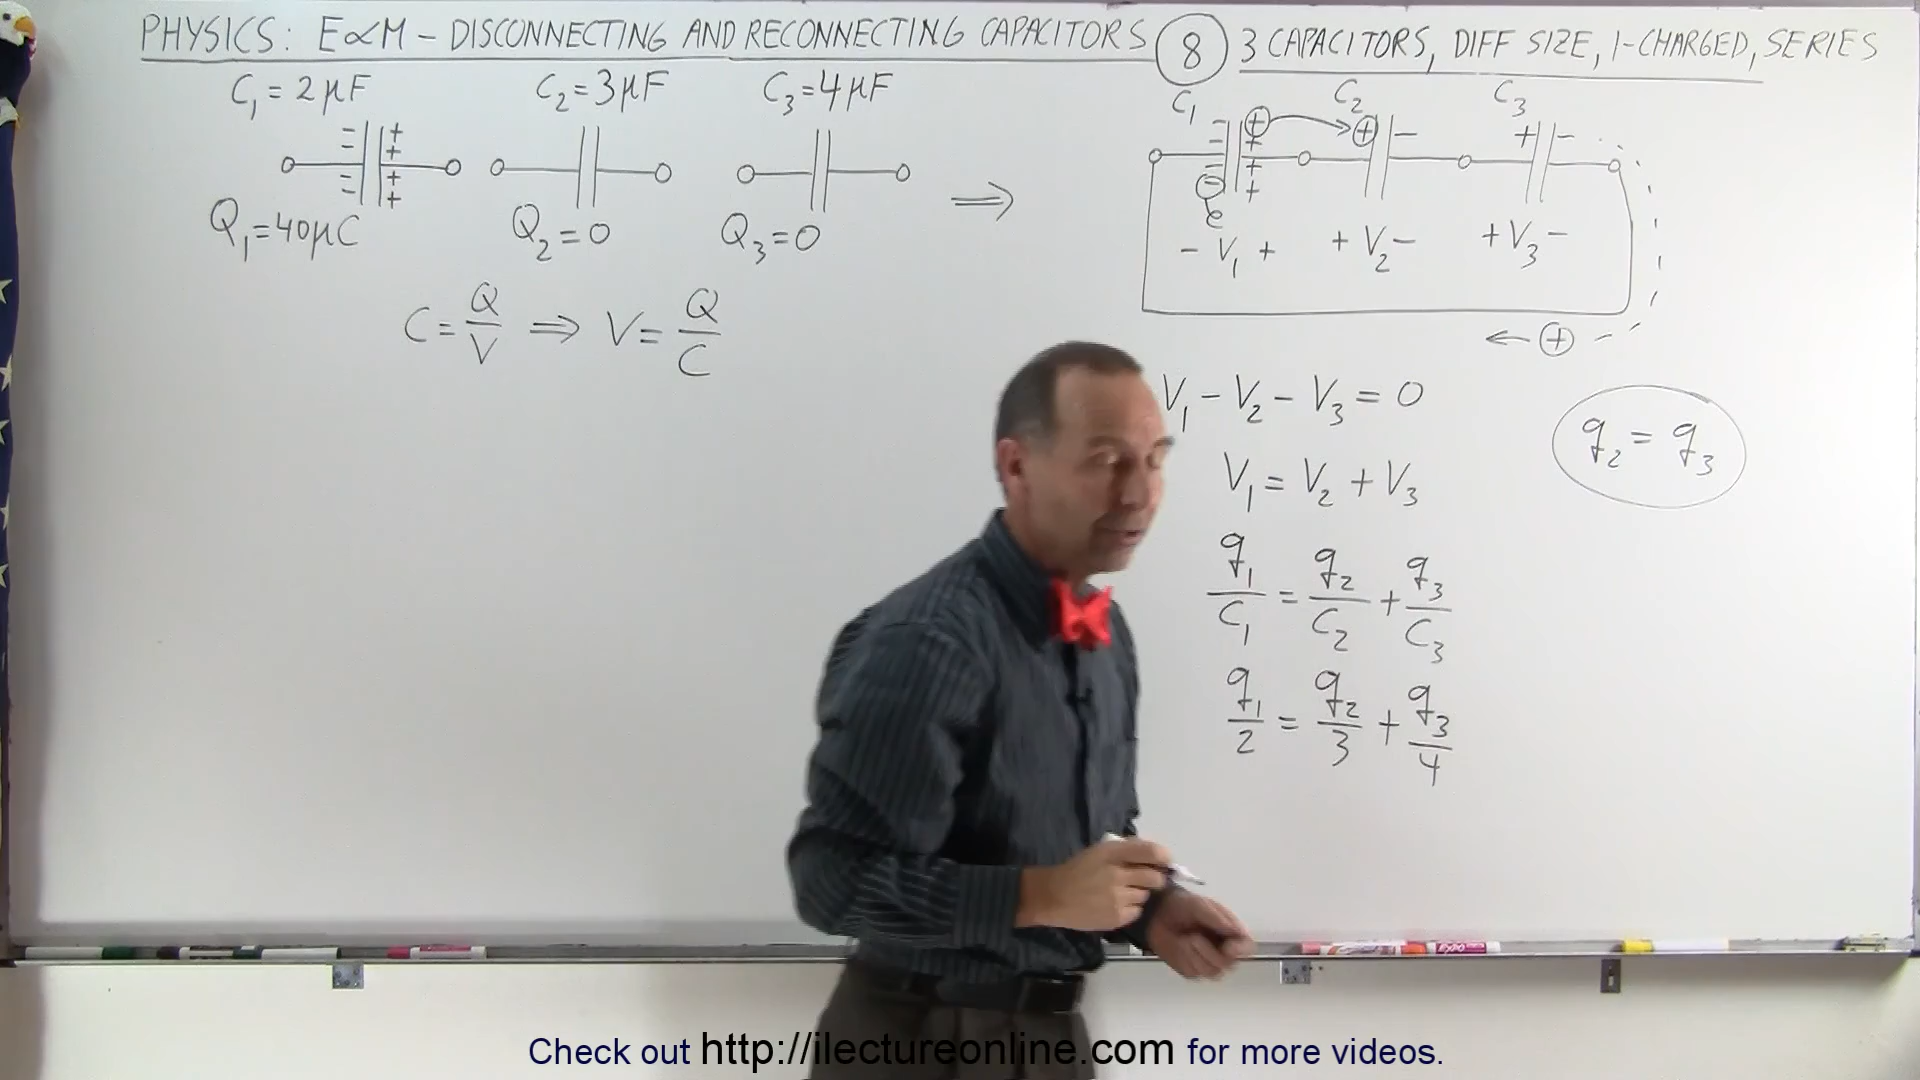 PHYSICS: E∝M – DISCONNECTING AND RECONNECTING CAPACITORS (8) 3 CAPACITORS, DIFF SIZE, 1-CHARGED, SERIES
C₁ = 2μF C₂ = 3μF C₃ = 4μF
Q₁ = 40μC Q₂ = 0 Q₃ = 0
⇒
C = Q/V ⇒ V = Q/C
C₁ C₂ C₃
e
- V₁ + + V₂ - + V₃ -
← ⊕
V₁ - V₂ - V₃ = 0
q₂ = q₃
V₁ = V₂ + V₃
q₁/C₁ = q₂/C₂ + q₃/C₃
q₁/2 = q₂/3 + q₃/4
EXPO
Check out http://ilectureonline.com for more videos.